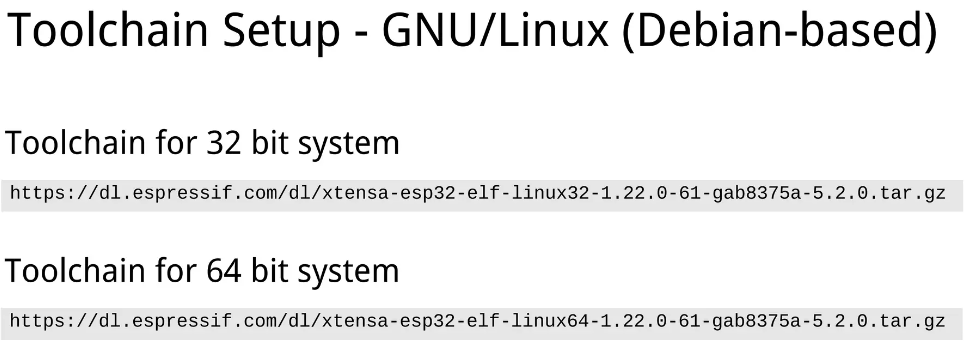 Toolchain Setup - GNU/Linux (Debian-based)
Toolchain for 32 bit system
https://dl.espressif.com/dl/xtensa-esp32-elf-linux32-1.22.0-61-gab8375a-5.2.0.tar.gz
Toolchain for 64 bit system
https://dl.espressif.com/dl/xtensa-esp32-elf-linux64-1.22.0-61-gab8375a-5.2.0.tar.gz